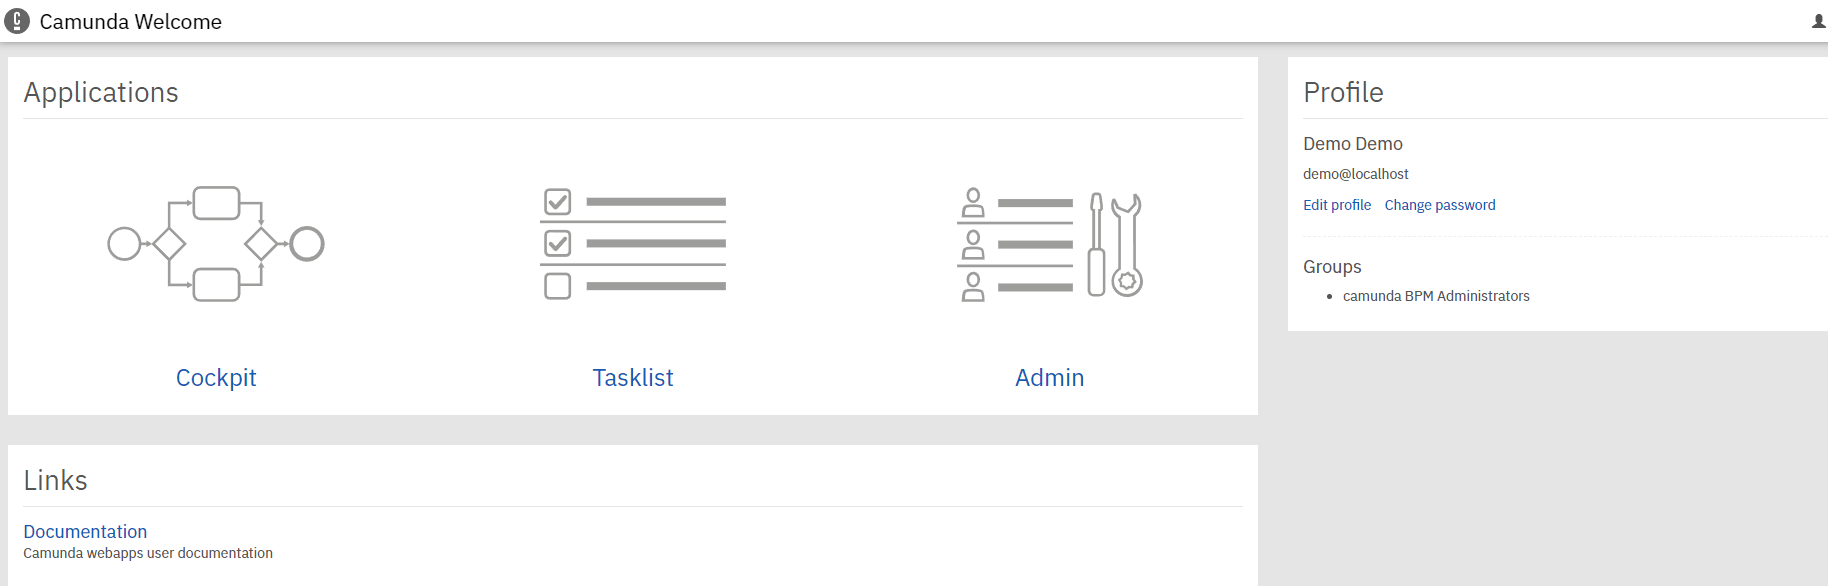 Camunda Welcome
Applications
Cockpit
Tasklist
Admin
Links
Documentation
Camunda webapps user documentation
Profile
Demo Demo
demo@localhost
Edit profile Change password
Groups
camunda BPM Administrators